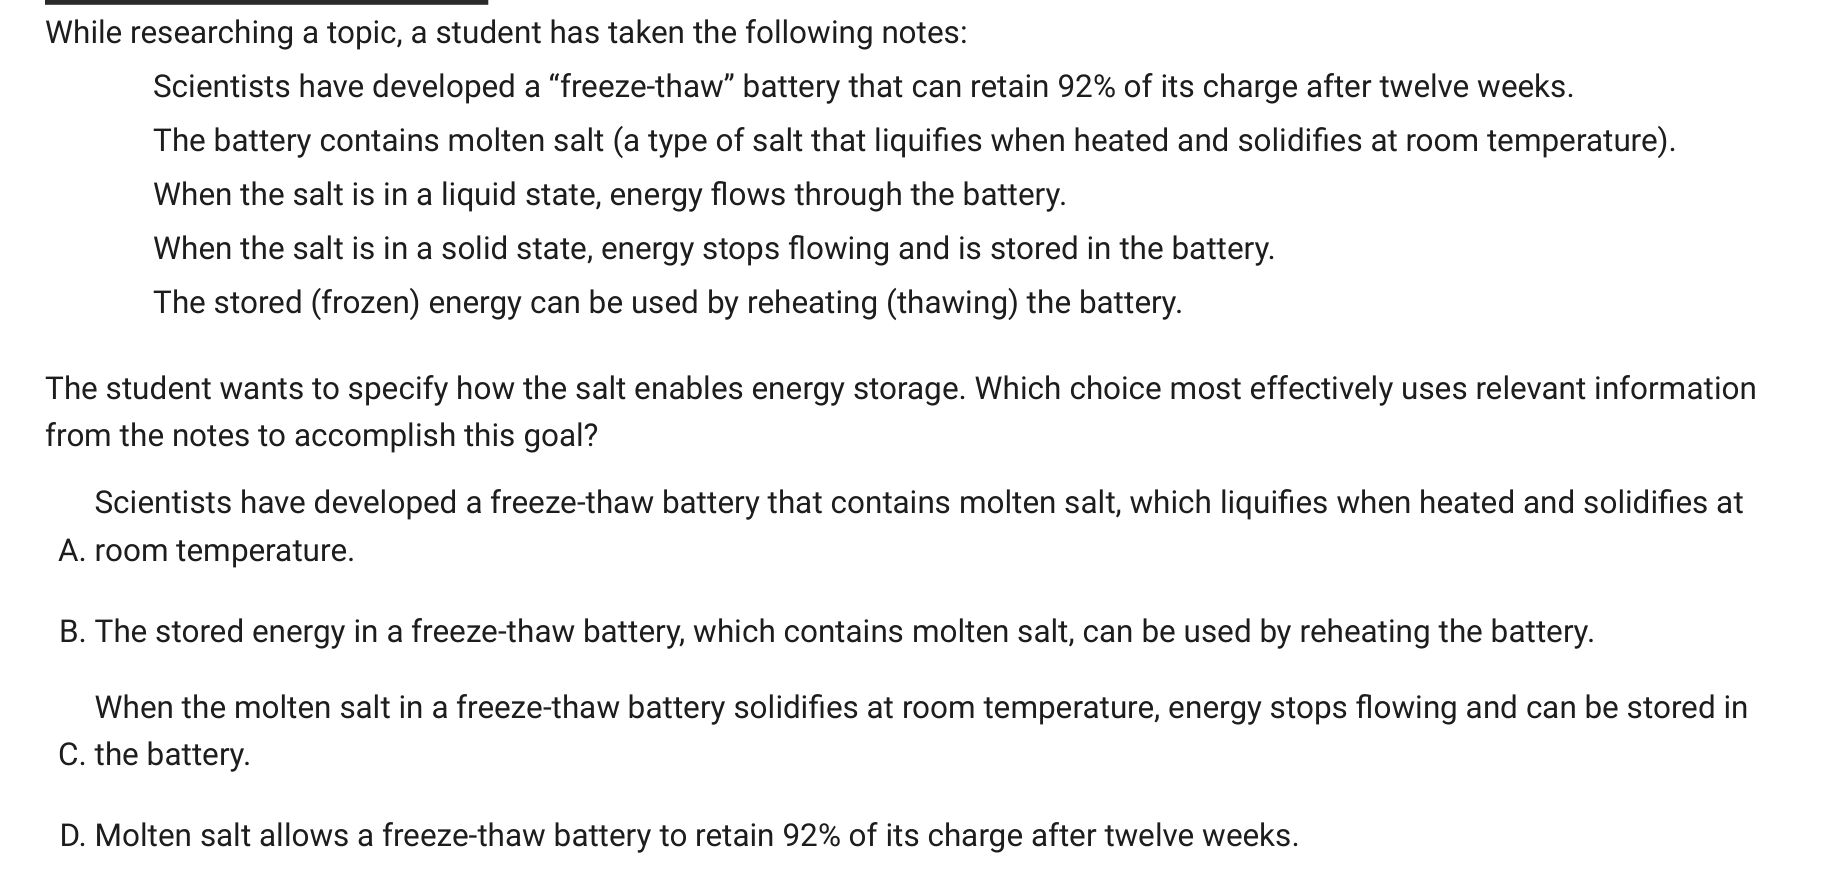 While researching a topic, a student has taken the following notes:
Scientists have developed a “freeze-thaw” battery that can retain 92% of its charge after twelve weeks.
The battery contains molten salt (a type of salt that liquifies when heated and solidifies at room temperature).
When the salt is in a liquid state, energy flows through the battery.
When the salt is in a solid state, energy stops flowing and is stored in the battery.
The stored (frozen) energy can be used by reheating (thawing) the battery.
The student wants to specify how the salt enables energy storage. Which choice most effectively uses relevant information
from the notes to accomplish this goal?
Scientists have developed a freeze-thaw battery that contains molten salt, which liquifies when heated and solidifies at
A. room temperature.
B. The stored energy in a freeze-thaw battery, which contains molten salt, can be used by reheating the battery.
When the molten salt in a freeze-thaw battery solidifies at room temperature, energy stops flowing and can be stored in
C. the battery.
D. Molten salt allows a freeze-thaw battery to retain 92% of its charge after twelve weeks.